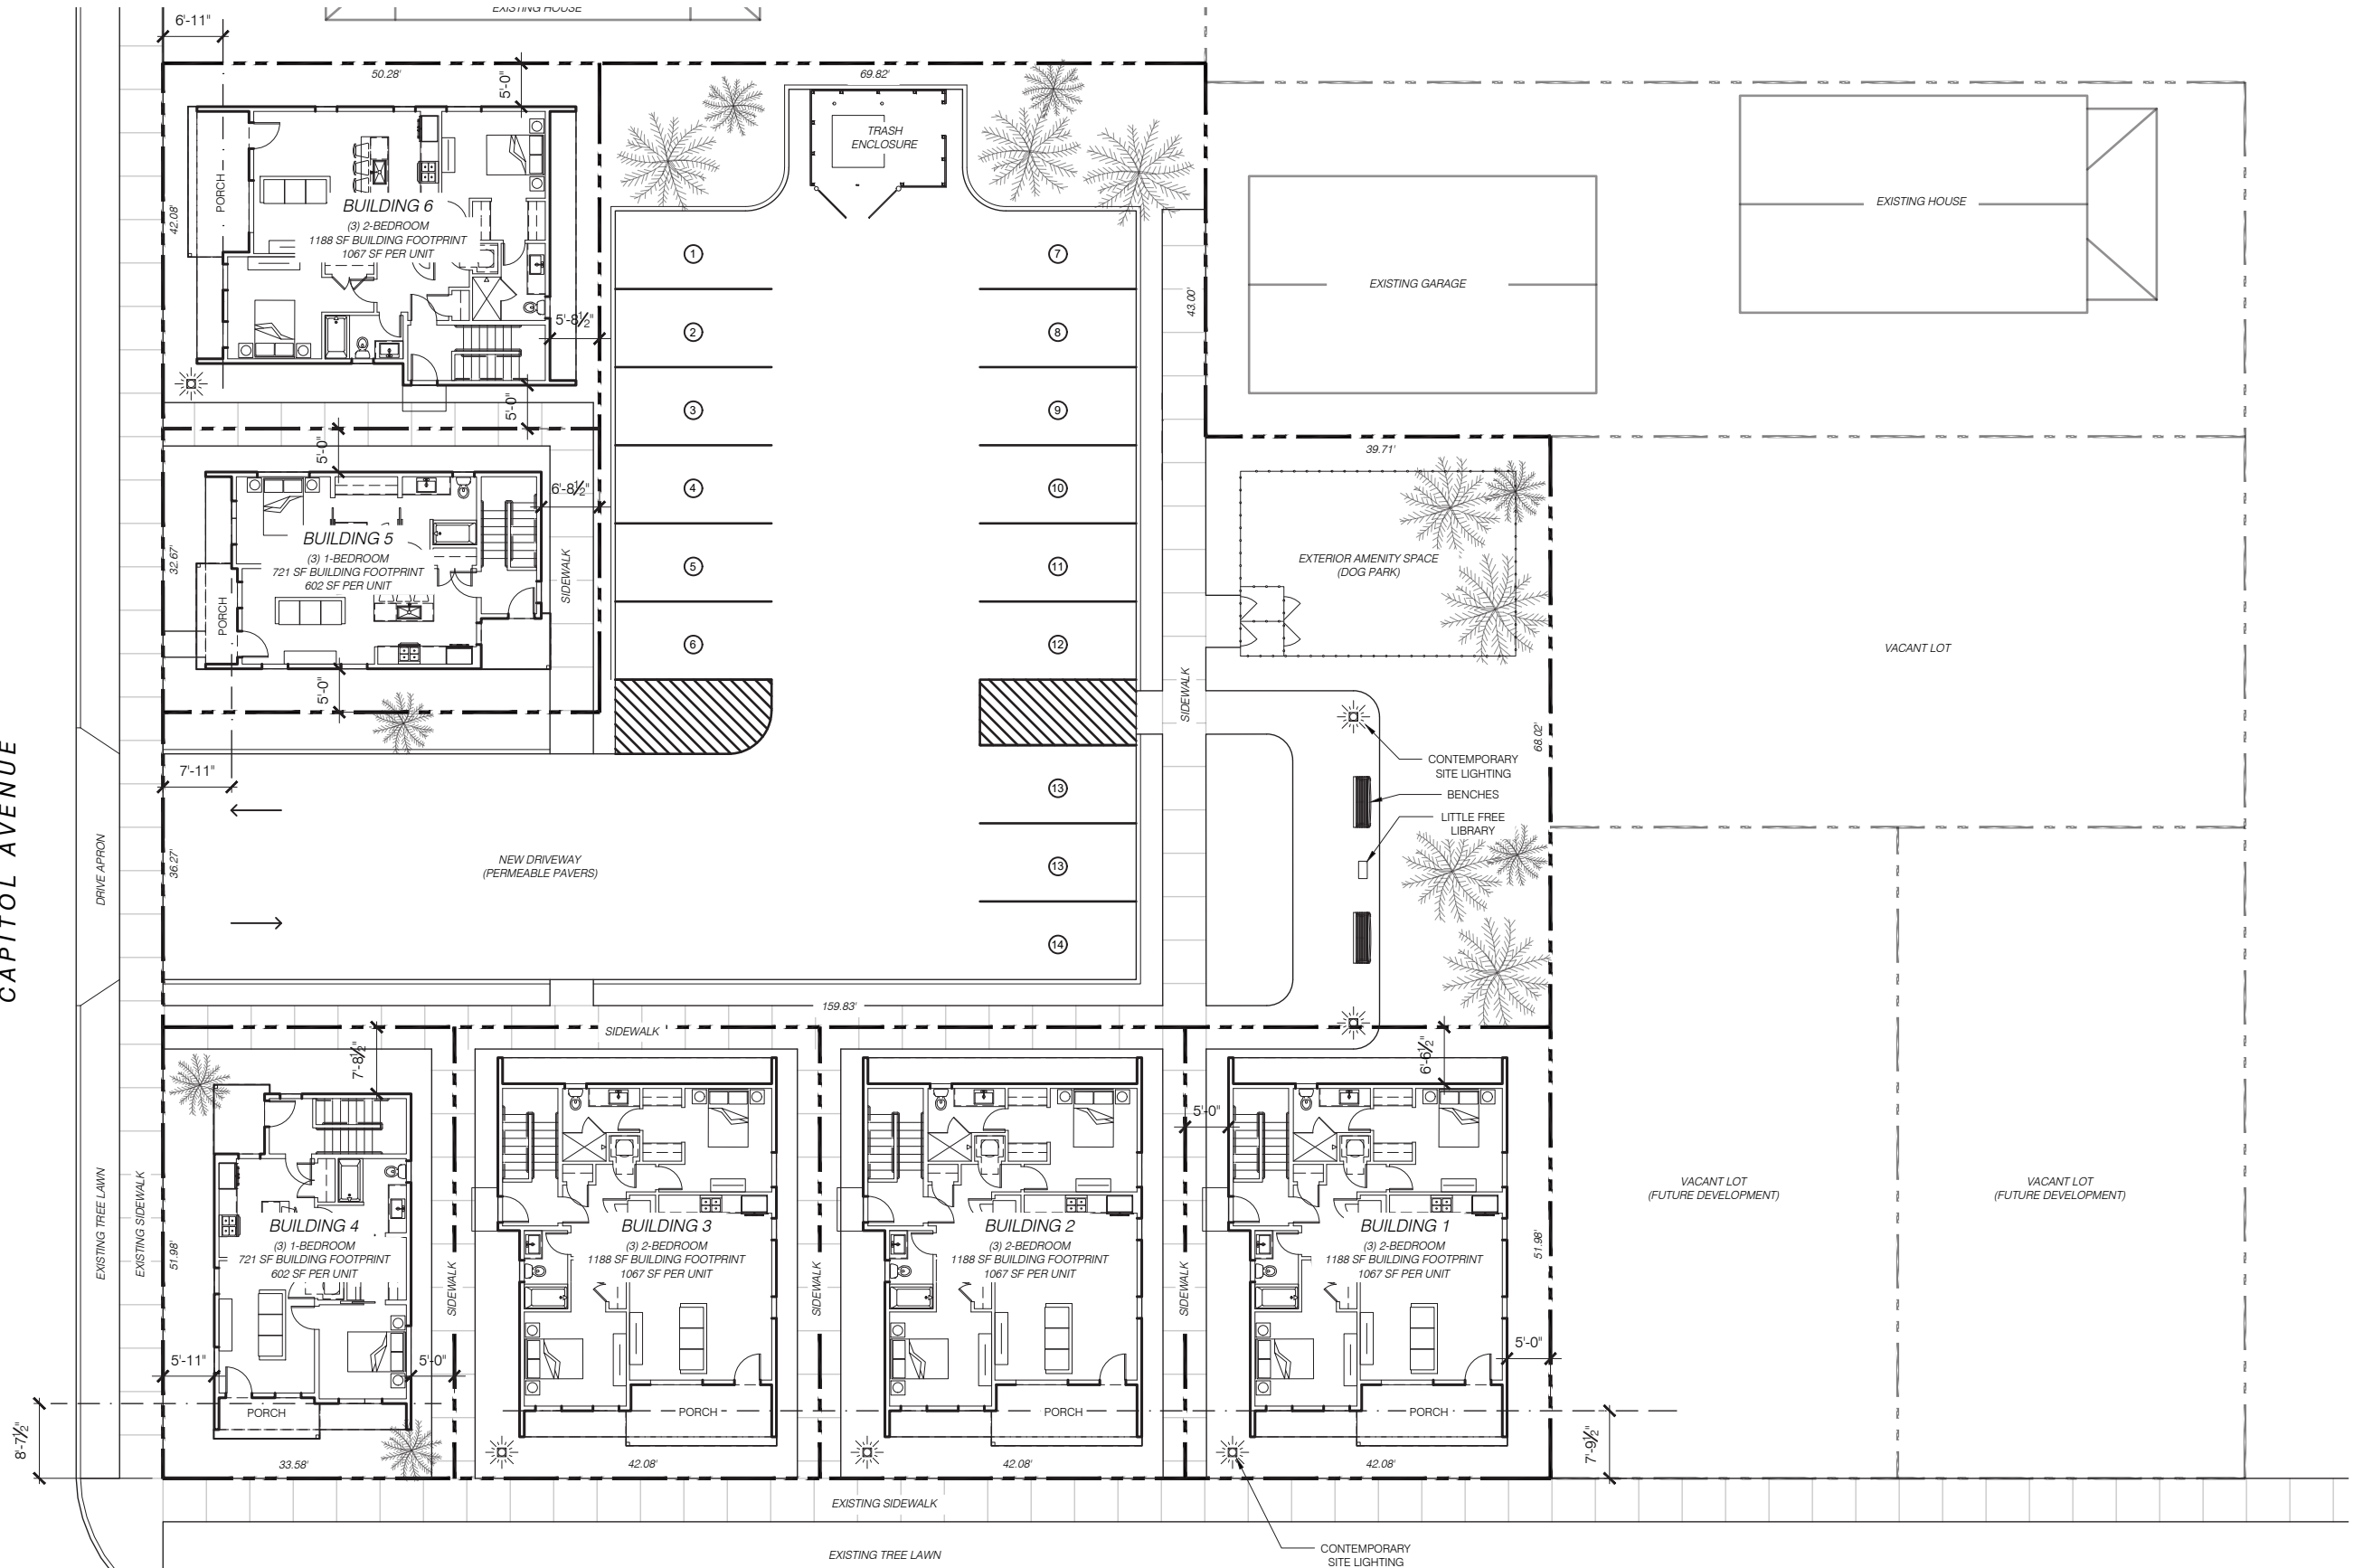 EXISTING HOUSE
6'-11"
50.28'
5'-0"
69.82'
TRASH
ENCLOSURE
PORCH
42.08'
BUILDING 6
(3) 2-BEDROOM
1188 SF BUILDING FOOTPRINT
1067 SF PER UNIT
5'-8½"
5'-0"
1
2
3
4
5
6
7
8
9
10
11
12
13
13
14
43.00'
EXISTING GARAGE
EXISTING HOUSE
5'-0"
6'-8½"
BUILDING 5
(3) 1-BEDROOM
721 SF BUILDING FOOTPRINT
602 SF PER UNIT
32.67'
PORCH
SIDEWALK
5'-0"
7'-11"
39.71'
EXTERIOR AMENITY SPACE
(DOG PARK)
VACANT LOT
SIDEWALK
68.02'
CONTEMPORARY
SITE LIGHTING
BENCHES
LITTLE FREE
LIBRARY
CAPITOL AVENUE
DRIVE APRON
36.27'
NEW DRIVEWAY
(PERMEABLE PAVERS)
159.83'
SIDEWALK
7'-8½"
6'-6½"
5'-0"
EXISTING TREE LAWN
EXISTING SIDEWALK
51.98'
BUILDING 4
(3) 1-BEDROOM
721 SF BUILDING FOOTPRINT
602 SF PER UNIT
SIDEWALK
BUILDING 3
(3) 2-BEDROOM
1188 SF BUILDING FOOTPRINT
1067 SF PER UNIT
SIDEWALK
BUILDING 2
(3) 2-BEDROOM
1188 SF BUILDING FOOTPRINT
1067 SF PER UNIT
SIDEWALK
BUILDING 1
(3) 2-BEDROOM
1188 SF BUILDING FOOTPRINT
1067 SF PER UNIT
51.98'
VACANT LOT
(FUTURE DEVELOPMENT)
VACANT LOT
(FUTURE DEVELOPMENT)
5'-11"
5'-0"
5'-0"
PORCH
PORCH
PORCH
PORCH
8'-7½"
7'-9½"
33.58'
42.08'
42.08'
42.08'
EXISTING SIDEWALK
EXISTING TREE LAWN
CONTEMPORARY
SITE LIGHTING